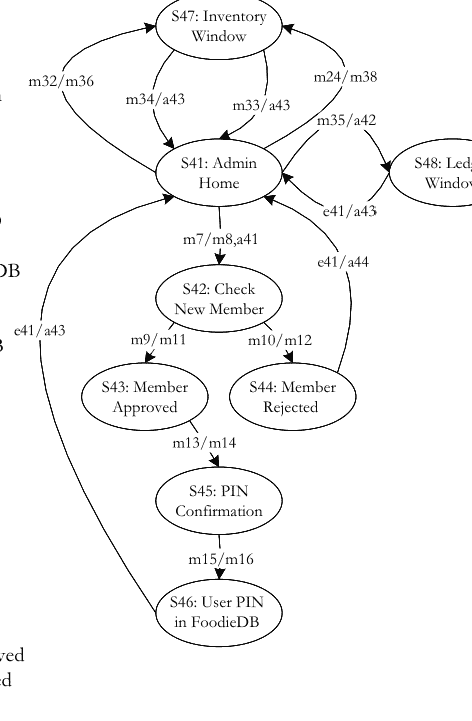 S47: Inventory
Window
m32/m36
m24/m38
m34/a43
m33/a43
m35/a42
S41: Admin
Home
S48:
e41/a43
m7/m8,a41
DB
e41/a44
S42: Check
New Member
e41/a43
m9/m11
m10/m12
S43: Member
Approved
S44: Member
Rejected
m13/m14
S45: PIN
Confirmation
m15/m16
S46: User PIN
in FoodieDB